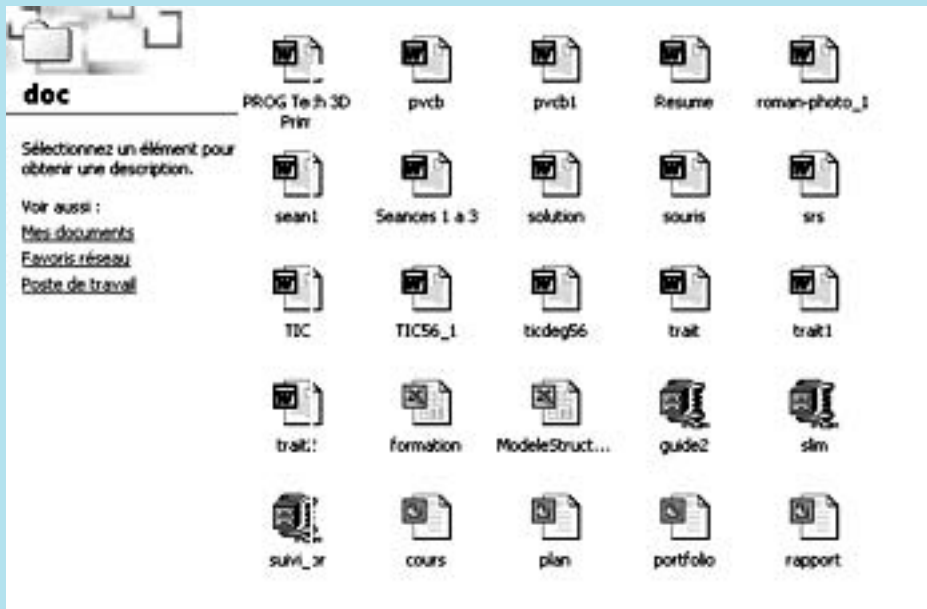 doc
Sélectionnez un élément pour
obtenir une description.
Voir aussi :
Mes documents
Favoris réseau
Poste de travail
PROG Tech 3D
pvcb
pvcb1
Resume
roman-photo_1
sean1
Seances 1 a 3
solution
souris
srs
TIC
TIC56_1
ticdeg56
trait
trait1
formation
ModeleStruct...
guide2
slim
cours
plan
portfolio
rapport